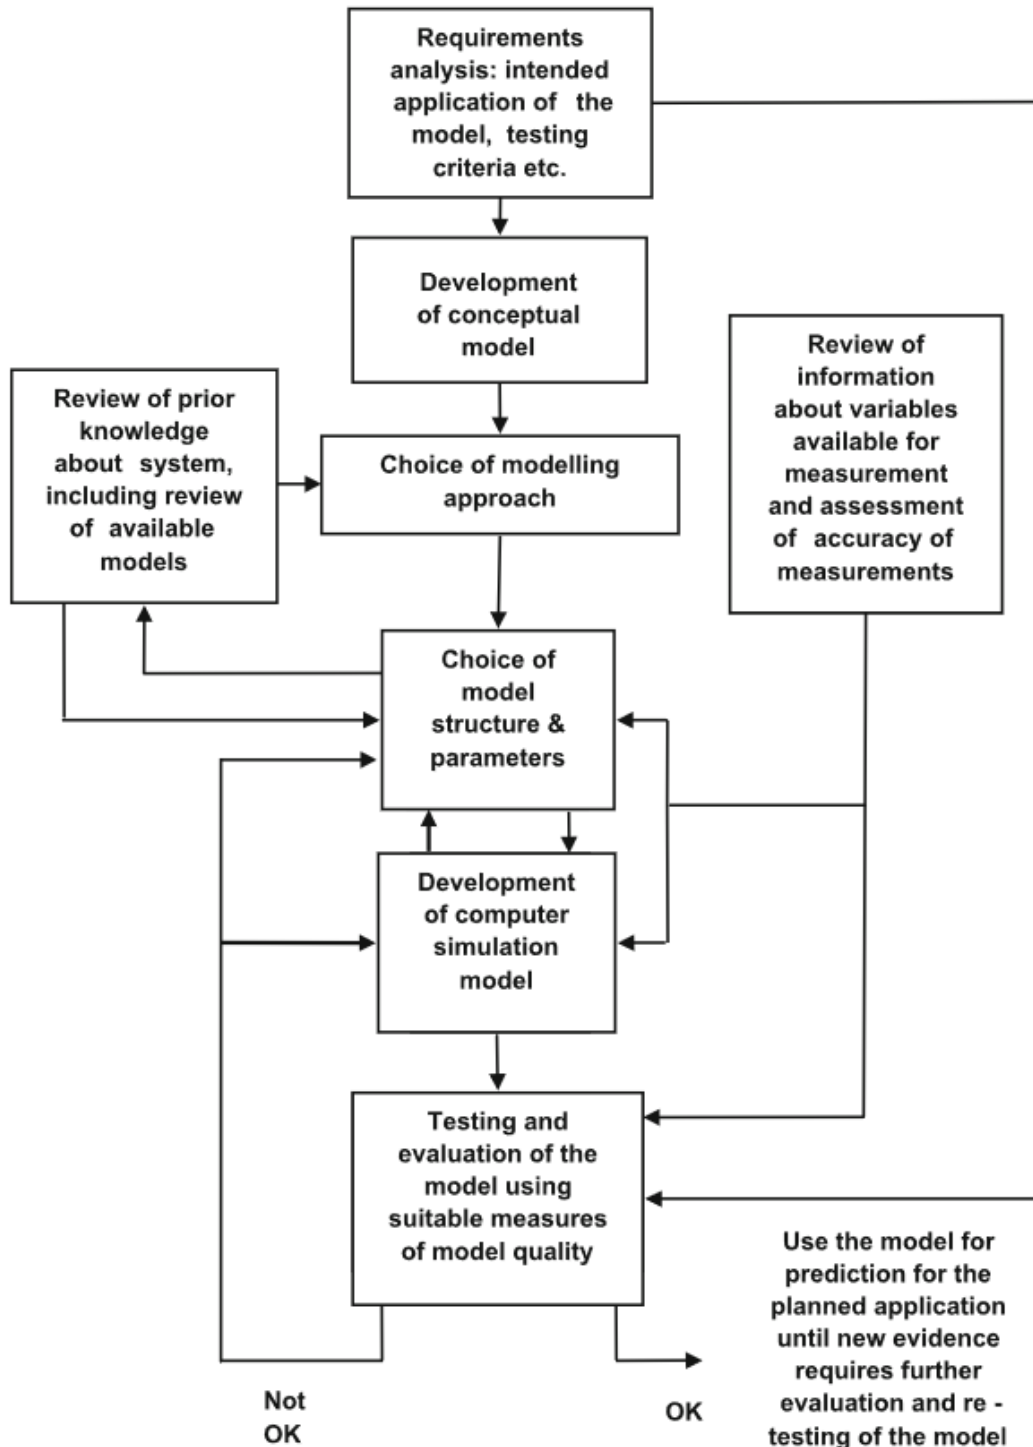 Requirements
analysis: intended
application of the
model, testing
criteria etc.
Development
of conceptual
model
Review of
information
about variables
available for
measurement
and assessment
of accuracy of
measurements
Review of prior
knowledge
about system,
including review
of available
models
Choice of modelling
approach
Choice of
model
structure &
parameters
Development
of computer
simulation
model
Testing and
evaluation of the
model using
suitable measures
of model quality
Use the model for
prediction for the
planned application
until new evidence
requires further
evaluation and re -
testing of the model
Not
OK
OK